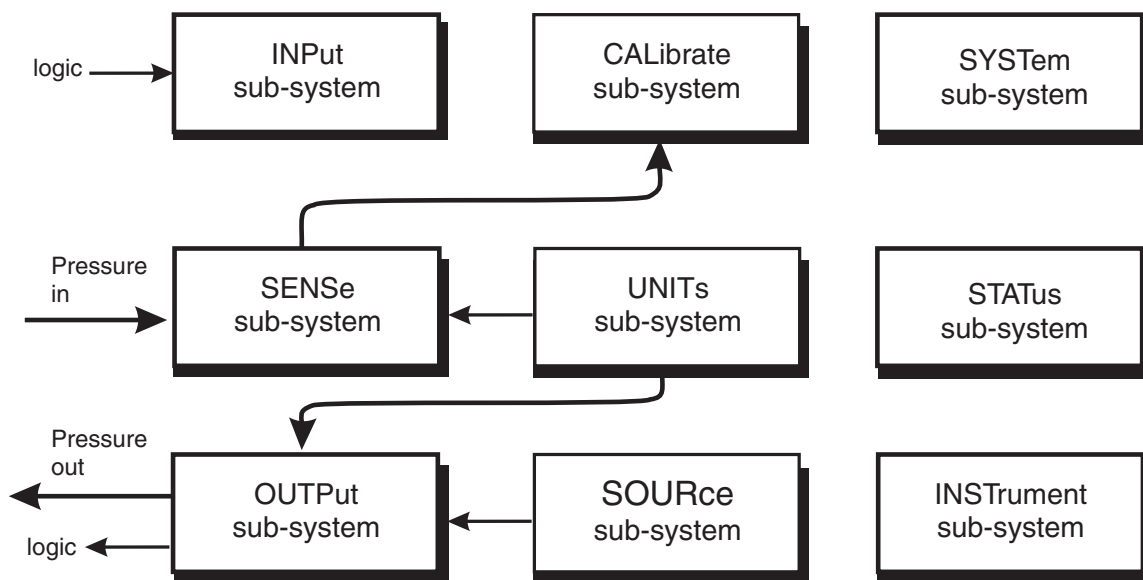 logic
INPut
sub-system
CALibrate
sub-system
SYSTem
sub-system
Pressure
in
SENSe
sub-system
UNITs
sub-system
STATus
sub-system
Pressure
out
logic
OUTPut
sub-system
SOURce
sub-system
INSTrument
sub-system